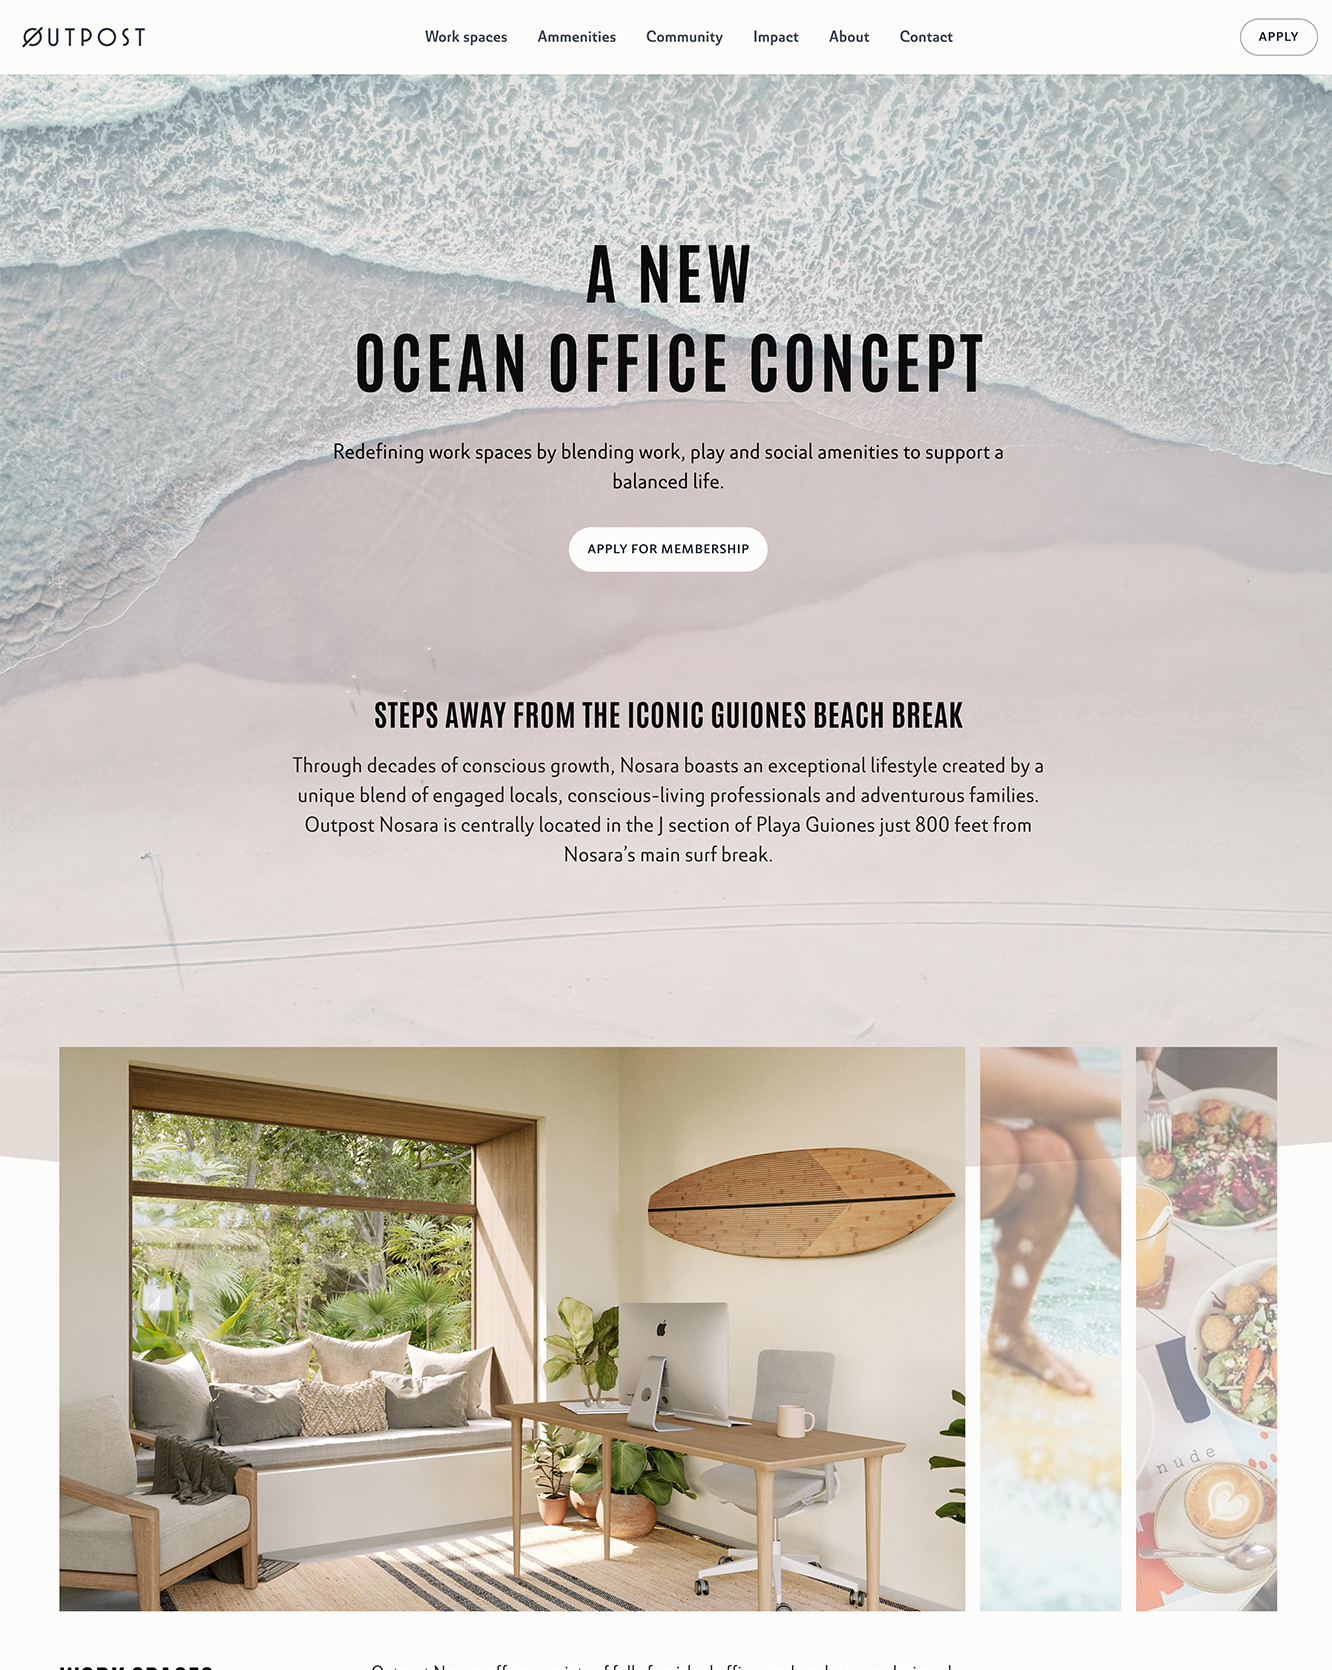 ØUTPOST
Work spaces
Ammenities
Community
Impact
About
Contact
APPLY
A NEW
OCEAN OFFICE CONCEPT
Redefining work spaces by blending work, play and social amenities to support a
balanced life.
APPLY FOR MEMBERSHIP
STEPS AWAY FROM THE ICONIC GUIONES BEACH BREAK
Through decades of conscious growth, Nosara boasts an exceptional lifestyle created by a
unique blend of engaged locals, conscious-living professionals and adventurous families.
Outpost Nosara is centrally located in the J section of Playa Guiones just 800 feet from
Nosara’s main surf break.
nude
WORK SPACES